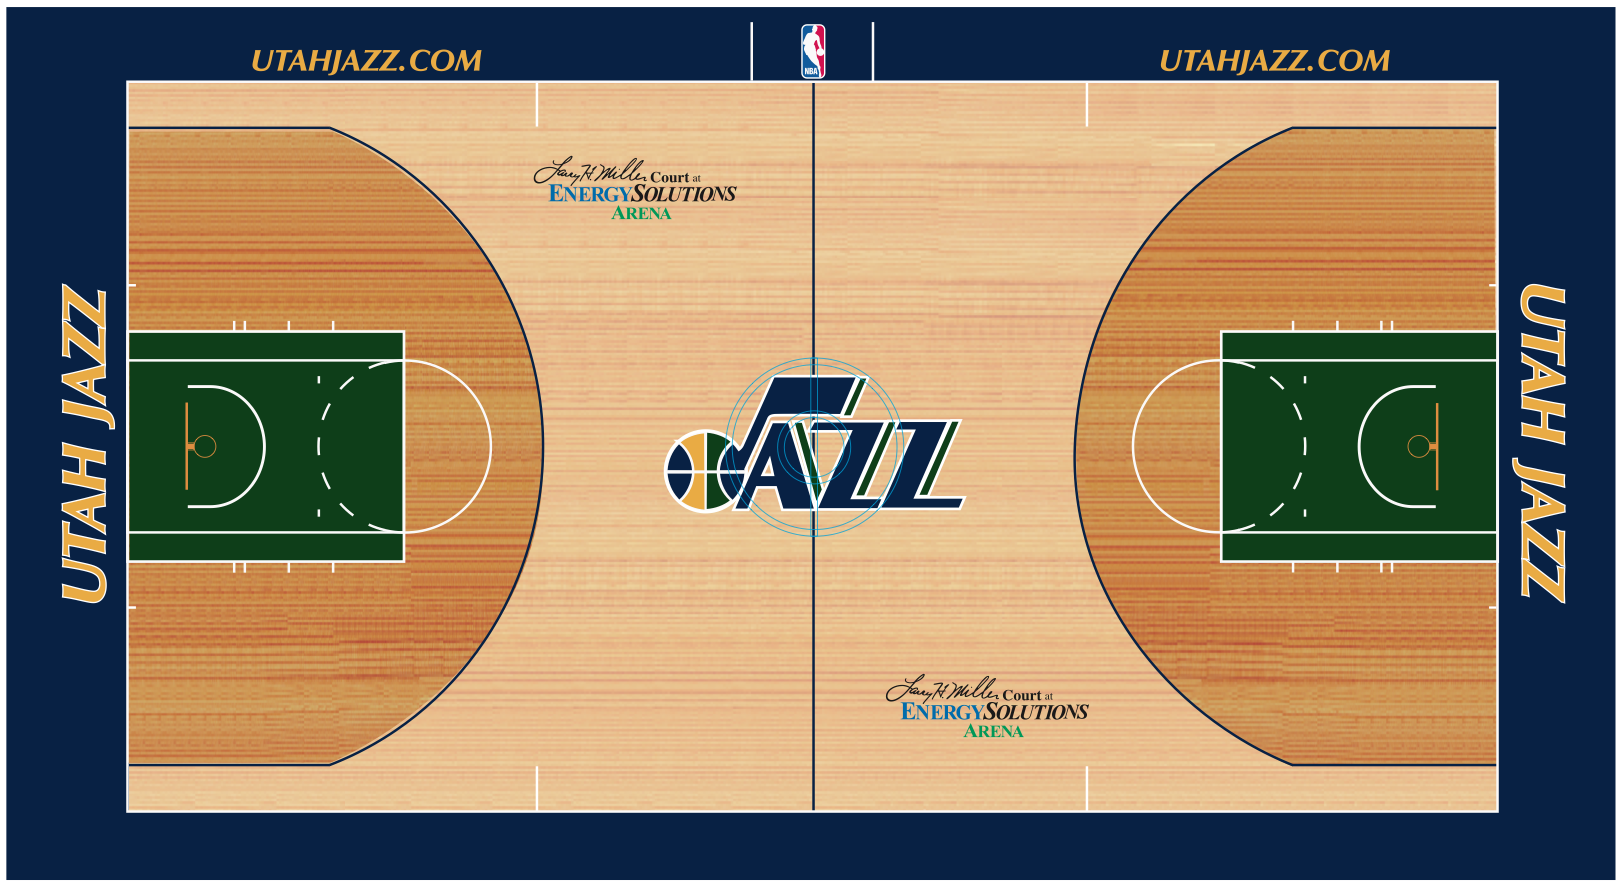 UTAHJAZZ.COM
NBA
UTAHJAZZ.COM
Larry H. Miller Court at
ENERGYSOLUTIONS
ARENA
UTAH JAZZ
JAZZ
UTAH JAZZ
Larry H. Miller Court at
ENERGYSOLUTIONS
ARENA